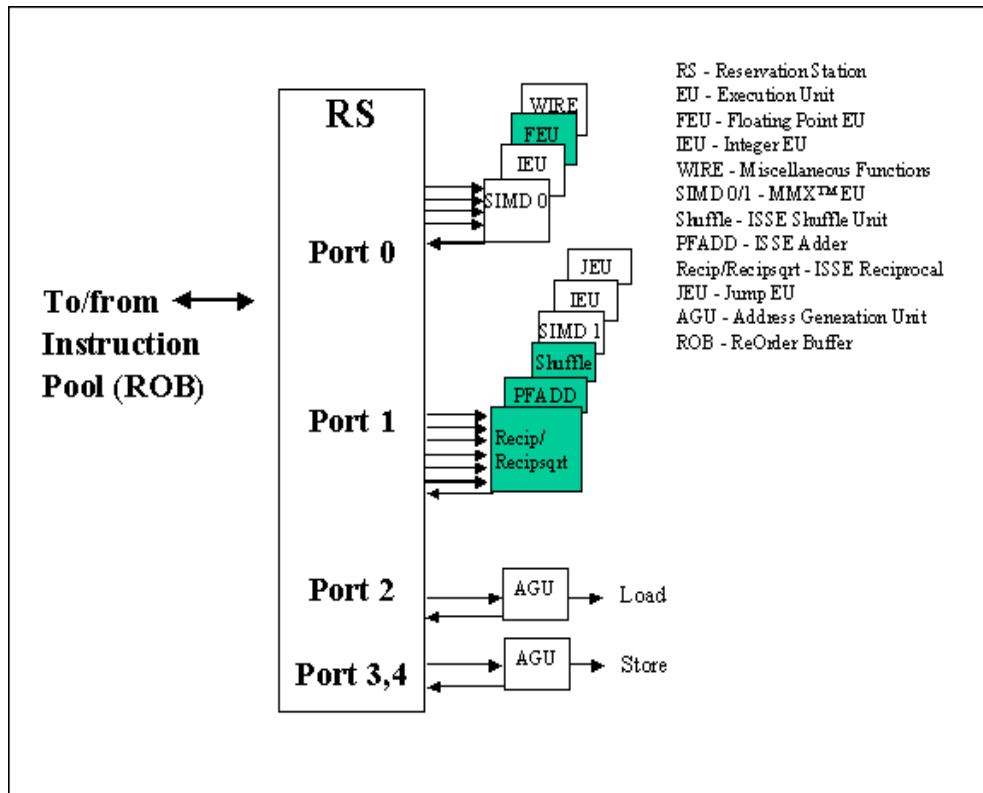 RS
Port 0
Port 1
Port 2
Port 3,4
To/from
Instruction
Pool (ROB)
WIRE
FEU
IEU
SIMD 0
JEU
IEU
SIMD 1
Shuffle
PFADD
Recip/
Recipsqrt
AGU
Load
AGU
Store
RS - Reservation Station
EU - Execution Unit
FEU - Floating Point EU
IEU - Integer EU
WIRE - Miscellaneous Functions
SIMD 0/1 - MMX™ EU
Shuffle - ISSE Shuffle Unit
PFADD - ISSE Adder
Recip/Recipsqrt - ISSE Reciprocal
JEU - Jump EU
AGU - Address Generation Unit
ROB - ReOrder Buffer